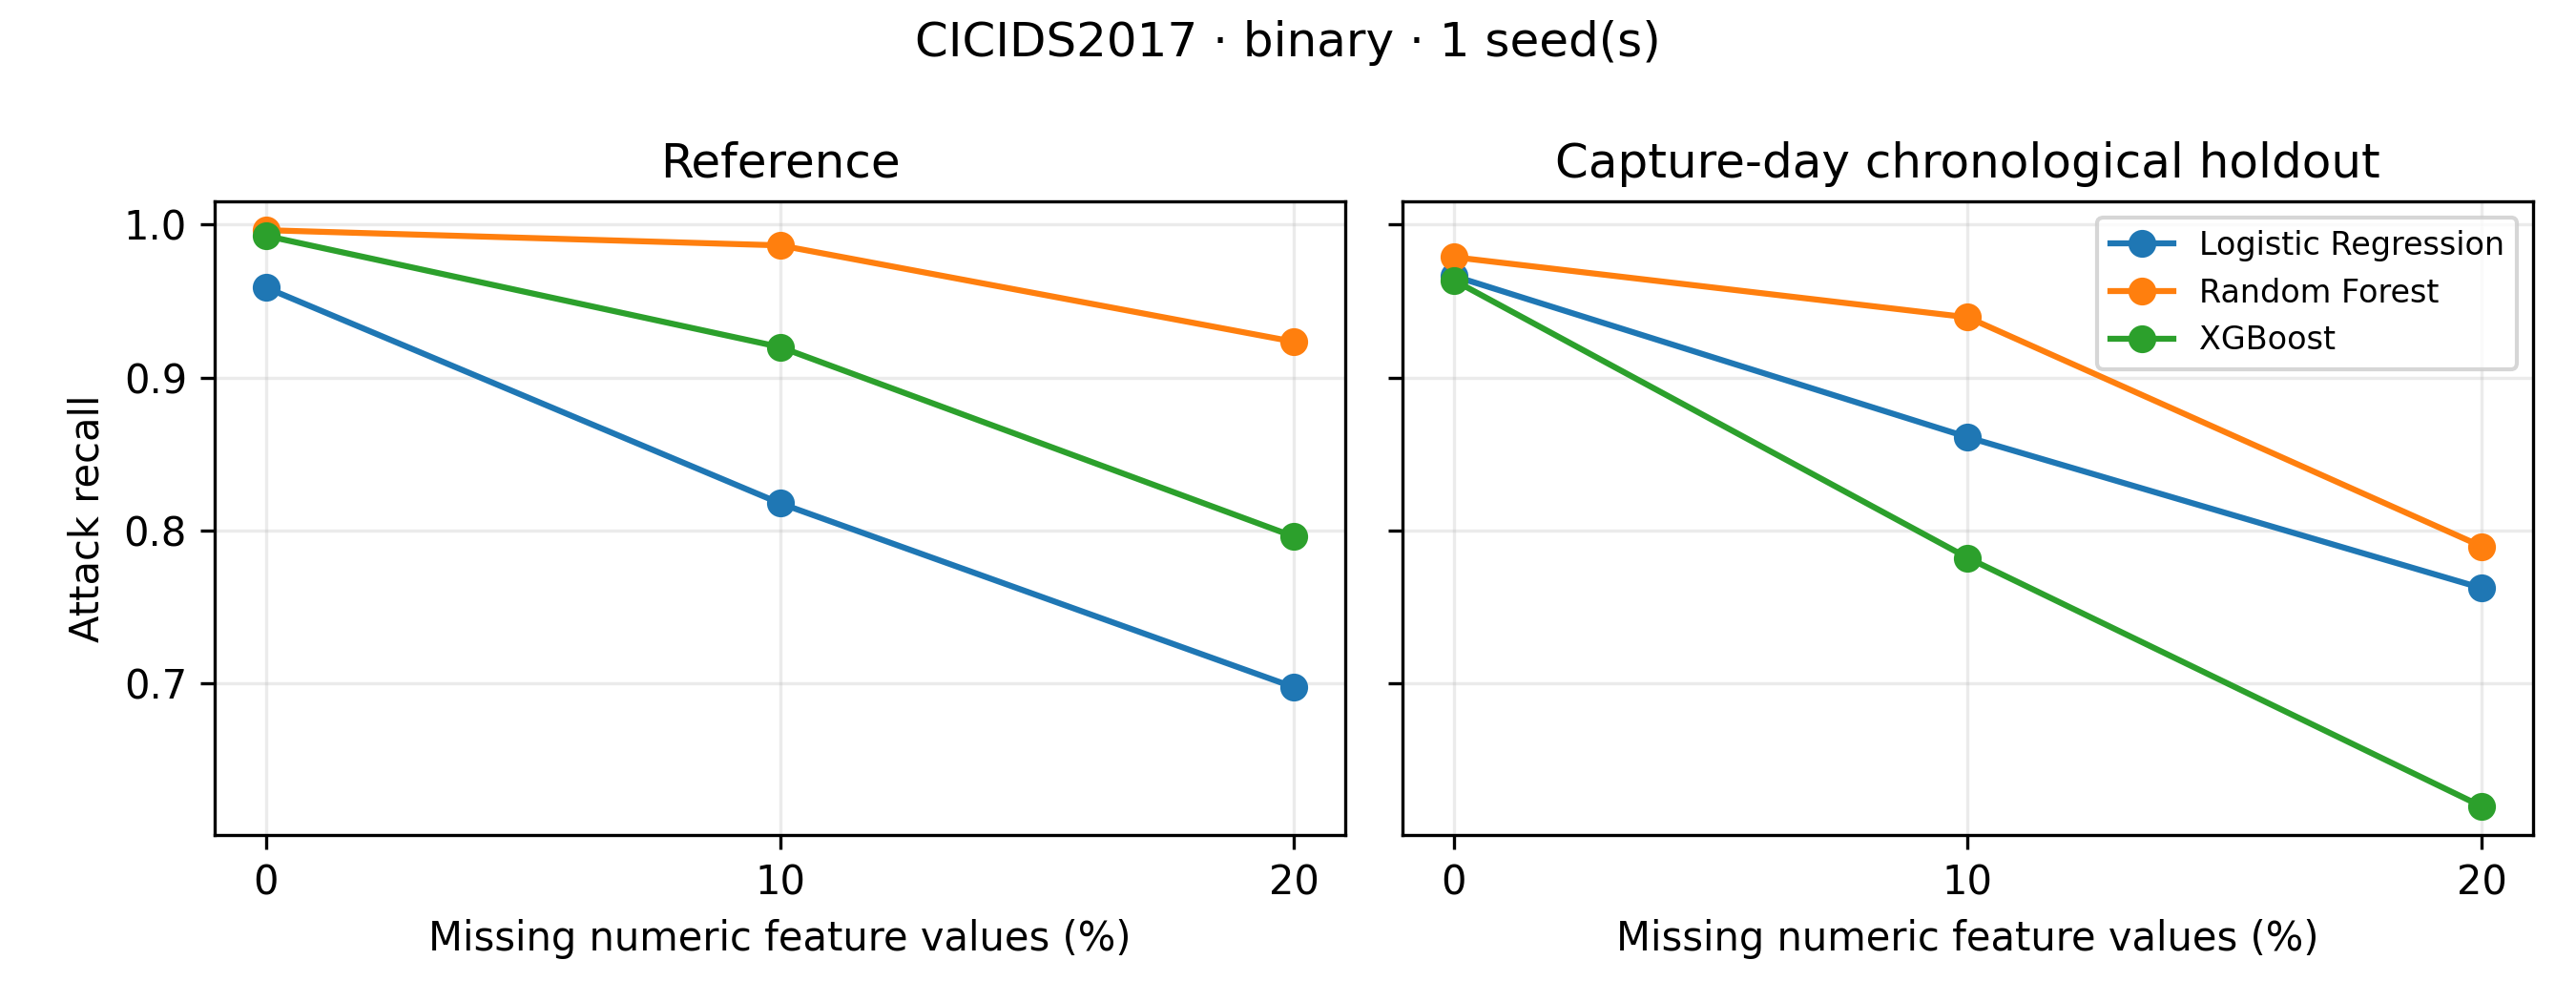 CICIDS2017 · binary · 1 seed(s)
Reference
Capture-day chronological holdout
Attack recall
1.0
0.9
0.8
0.7
Logistic Regression
Random Forest
XGBoost
0 10 20
0 10 20
Missing numeric feature values (%)
Missing numeric feature values (%)